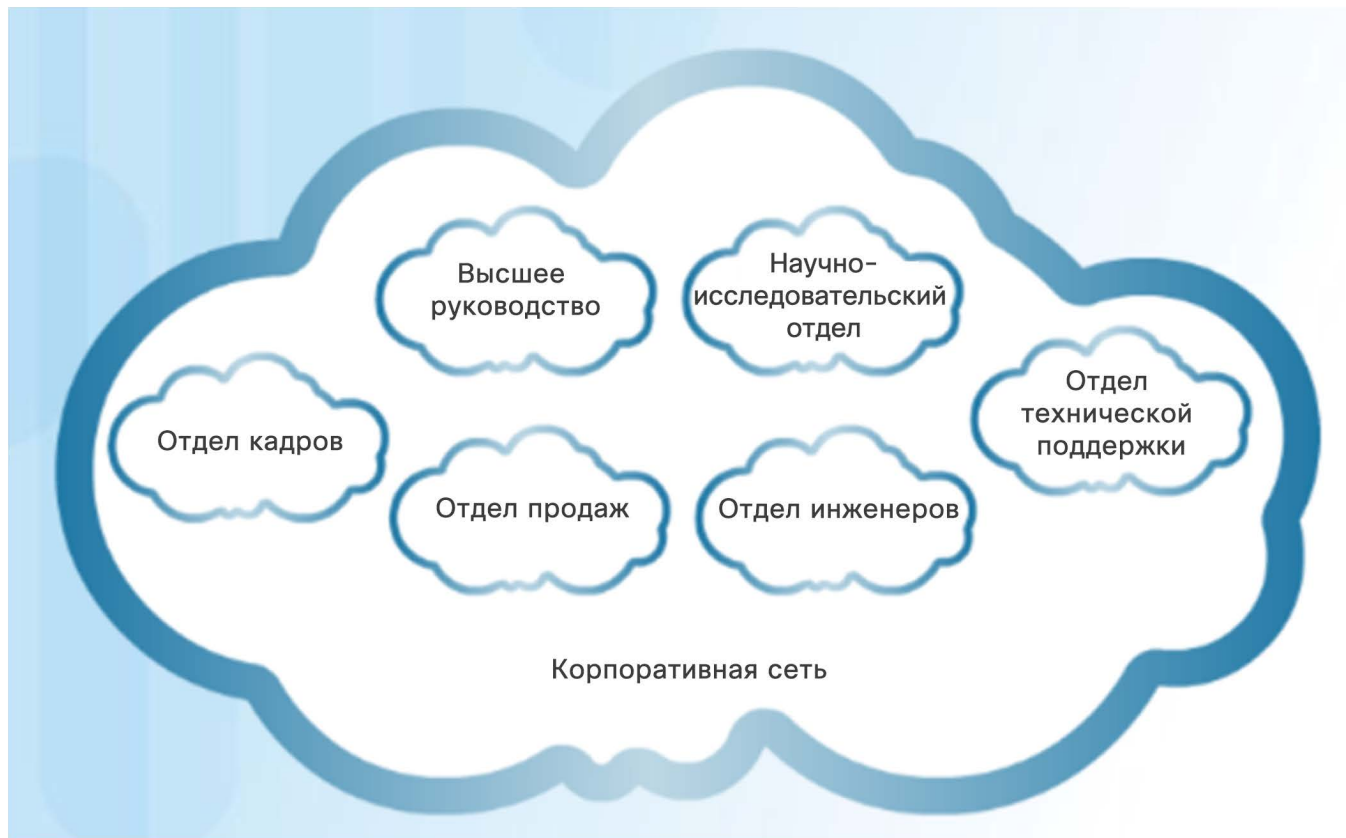 Высшее
руководство
Научно-
исследовательский
отдел
Отдел кадров
Отдел
технической
поддержки
Отдел продаж
Отдел инженеров
Корпоративная сеть